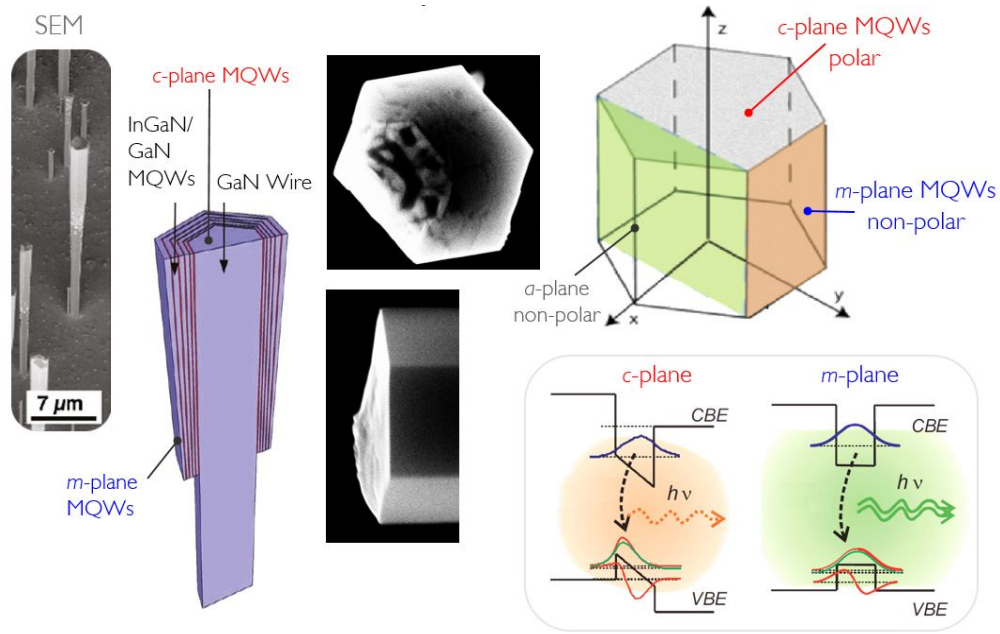 SEM
7 µm
c-plane MQWs
InGaN/
GaN
MQWs
GaN Wire
m-plane
MQWs
z
c-plane MQWs
polar
m-plane MQWs
non-polar
a-plane
non-polar
x
y
c-plane
CBE
hν
VBE
m-plane
CBE
hν
VBE